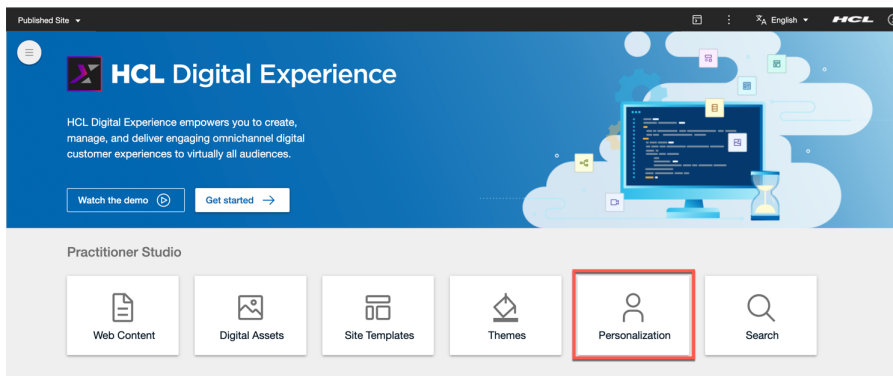 Published Site
English
HCL
HCL Digital Experience
HCL Digital Experience empowers you to create,
manage, and deliver engaging omnichannel digital
customer experiences to virtually all audiences.
Watch the demo
Get started
Practitioner Studio
Web Content
Digital Assets
Site Templates
Themes
Personalization
Search